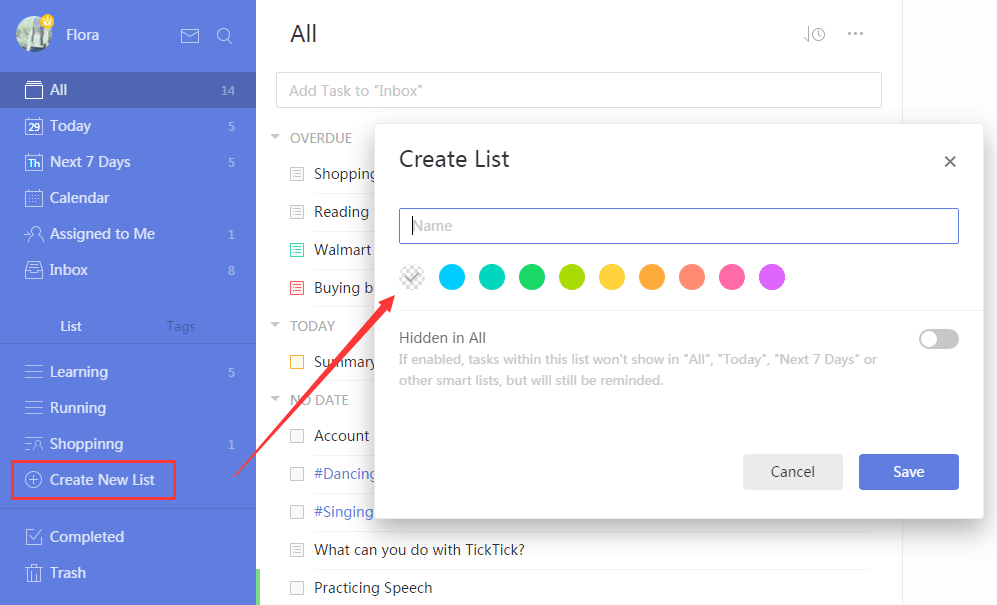 Flora
All 14
29 Today 5
Th Next 7 Days 5
Calendar
Assigned to Me 1
Inbox 8
List Tags
Learning 5
Running
Shoppinng 1
Create New List
Completed
Trash
All
Add Task to "Inbox"
OVERDUE
Shopping
Reading
Walmart
Buying b
TODAY
Summary
NO DATE
Account
#Dancing
#Singing
What can you do with TickTick?
Practicing Speech
Create List
Name
Hidden in All
If enabled, tasks within this list won't show in "All", "Today", "Next 7 Days" or
other smart lists, but will still be reminded.
Cancel Save